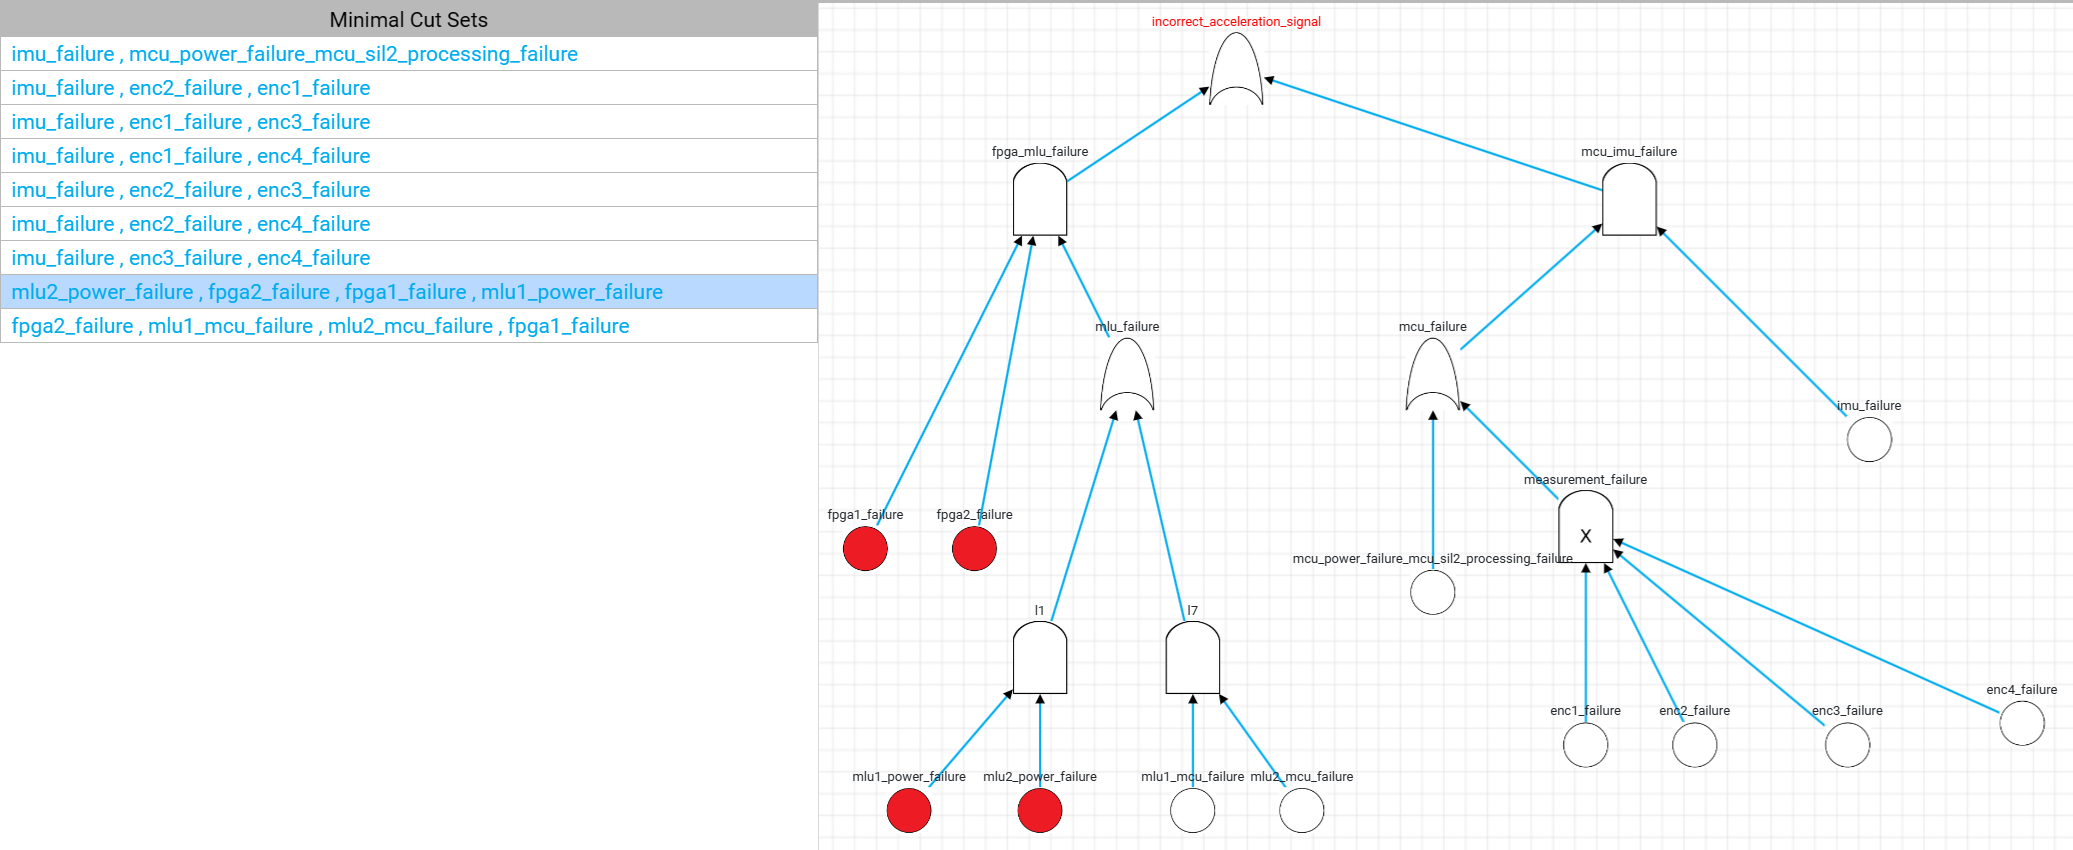 Minimal Cut Sets
imu_failure , mcu_power_failure_mcu_sil2_processing_failure
imu_failure , enc2_failure , enc1_failure
imu_failure , enc1_failure , enc3_failure
imu_failure , enc1_failure , enc4_failure
imu_failure , enc2_failure , enc3_failure
imu_failure , enc2_failure , enc4_failure
imu_failure , enc3_failure , enc4_failure
mlu2_power_failure , fpga2_failure , fpga1_failure , mlu1_power_failure
fpga2_failure , mlu1_mcu_failure , mlu2_mcu_failure , fpga1_failure
incorrect_acceleration_signal
fpga_mlu_failure
mcu_imu_failure
mlu_failure
mcu_failure
imu_failure
measurement_failure
X
fpga1_failure
fpga2_failure
mcu_power_failure_mcu_sil2_processing_failure
l1
l7
enc1_failure
enc2_failure
enc3_failure
enc4_failure
mlu1_power_failure
mlu2_power_failure
mlu1_mcu_failure
mlu2_mcu_failure